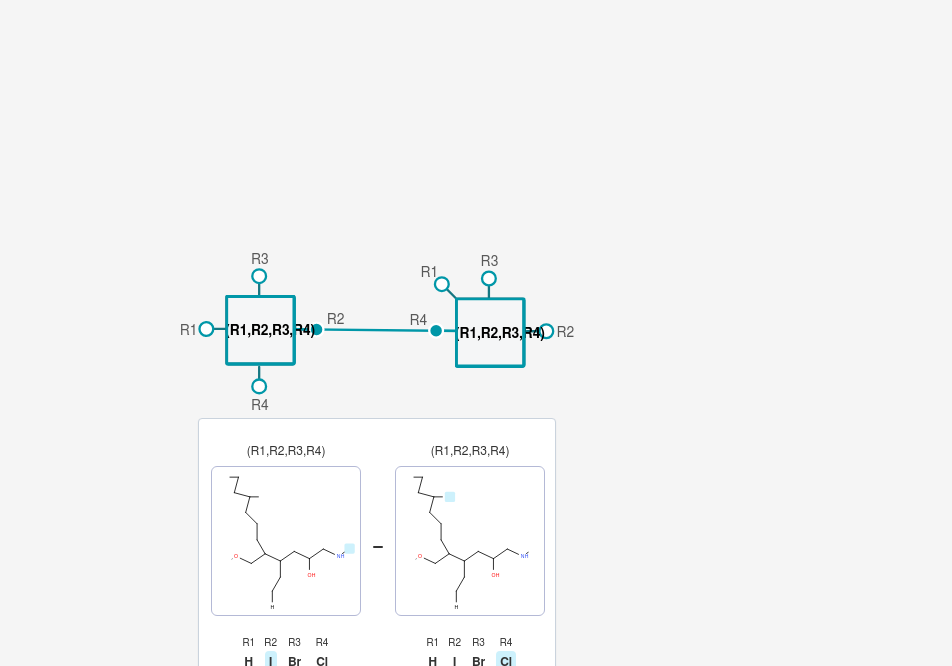 R3
R1 (R1,R2,R3,R4) R2
R4
R3
R1
R4 (R1,R2,R3,R4) R2
(R1,R2,R3,R4)
O
NH
OH
H
R1 R2 R3 R4
H I Br Cl
(R1,R2,R3,R4)
O
NH
OH
H
R1 R2 R3 R4
H I Br Cl